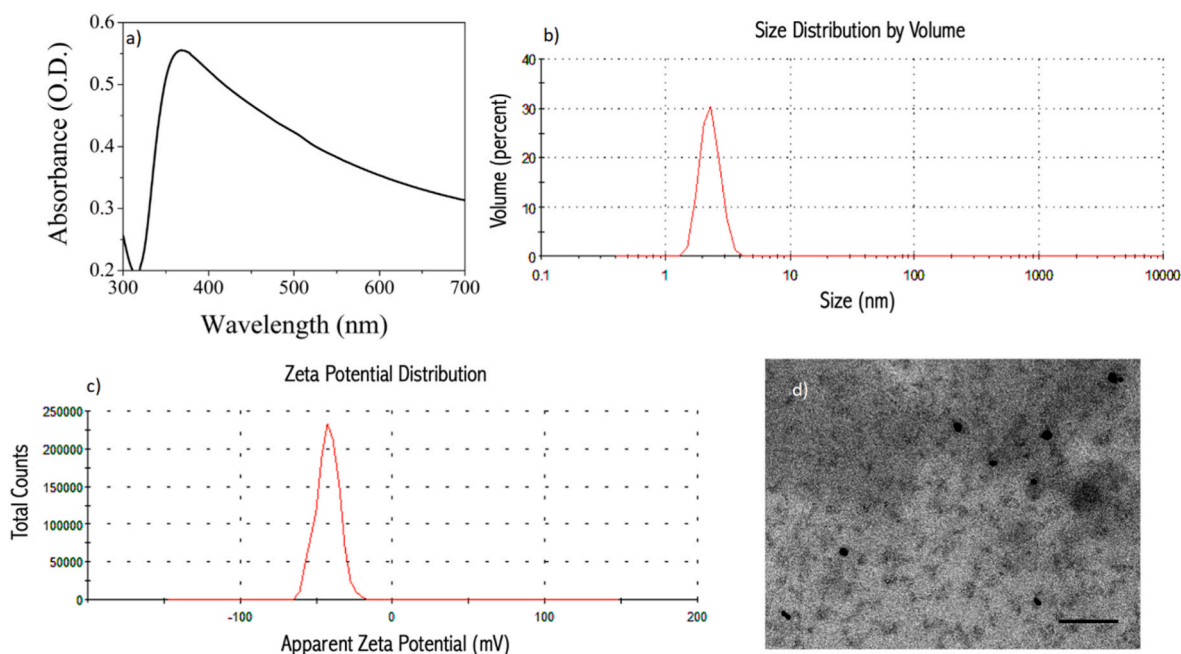 a)
0.6
0.5
0.4
0.3
0.2
Absorbance (O.D.)
300 400 500 600 700
Wavelength (nm)
b)
Size Distribution by Volume
40
30
20
10
0
Volume (percent)
0.1 1 10 100 1000 10000
Size (nm)
c)
Zeta Potential Distribution
250000
200000
150000
100000
50000
0
Total Counts
-100 0 100 200
Apparent Zeta Potential (mV)
d)